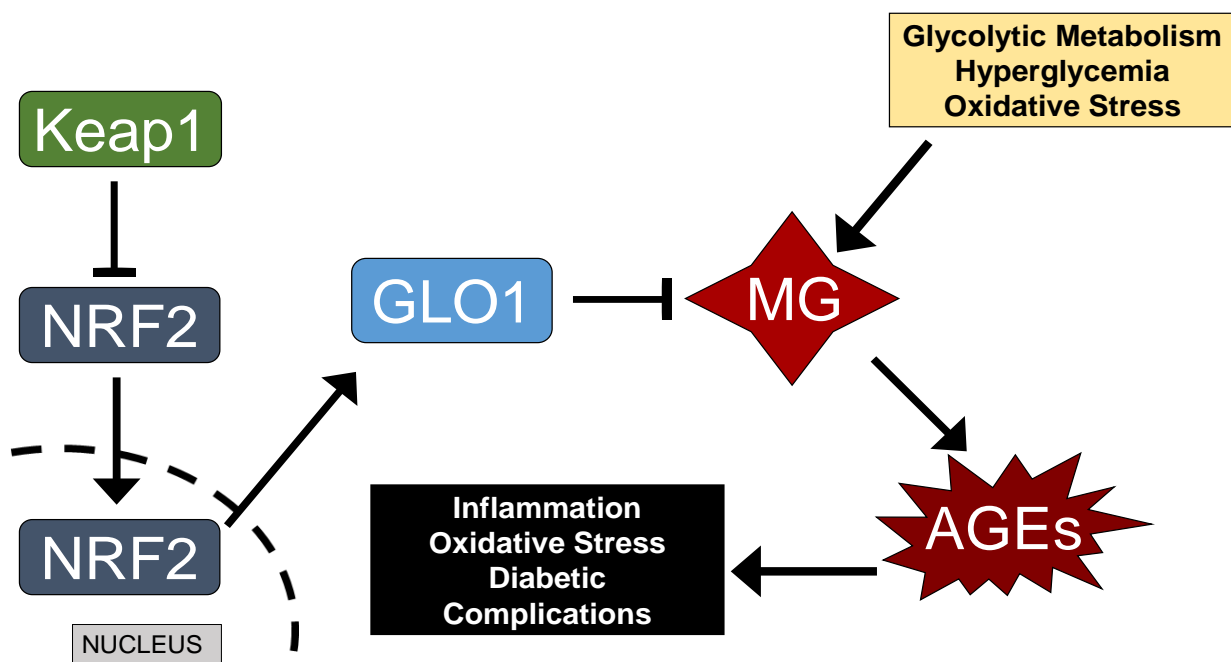 Glycolytic Metabolism
Hyperglycemia
Oxidative Stress
Keap1
NRF2
GLO1
MG
NRF2
Inflammation
Oxidative Stress
Diabetic
Complications
AGEs
NUCLEUS